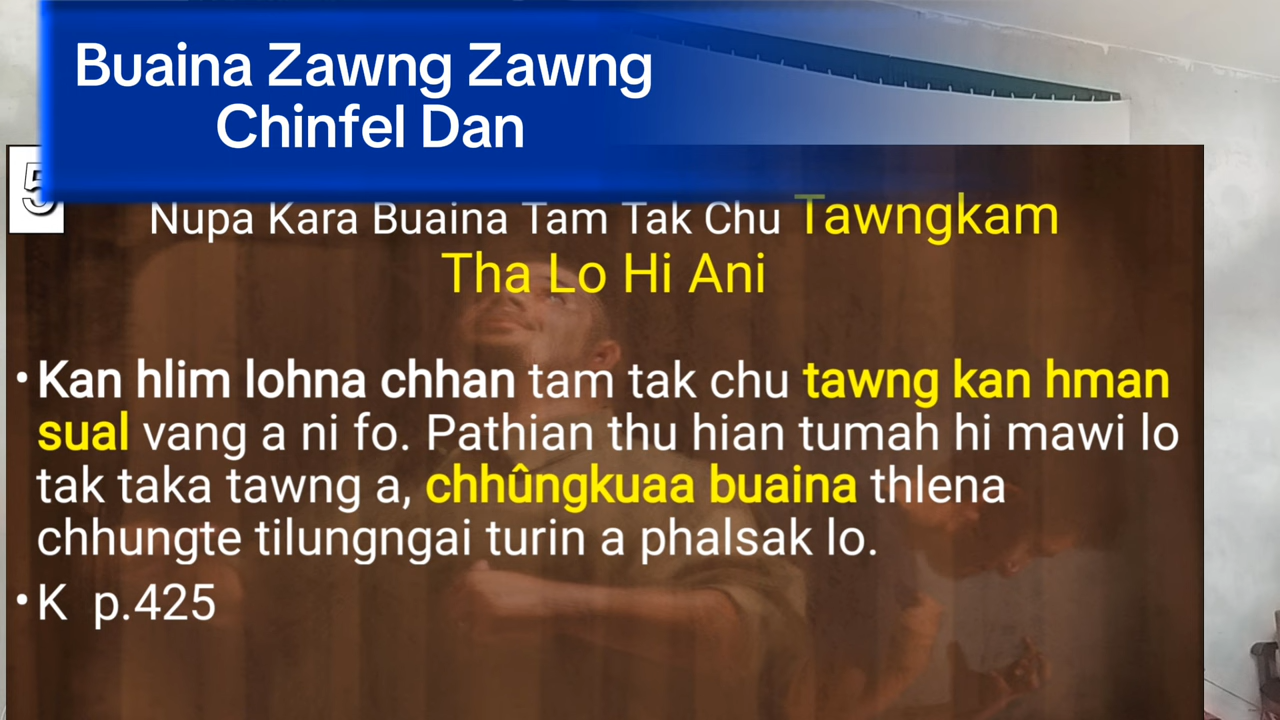 Buaina Zawng Zawng
Chinfel Dan
5
Nupa Kara Buaina Tam Tak Chu Tawngkam
Tha Lo Hi Ani
• Kan hlim lohna chhan tam tak chu tawng kan hman
sual vang a ni fo. Pathian thu hian tumah hi mawi lo
tak taka tawng a, chhûngkuaa buaina thlena
chhungte tilungngai turin a phalsak lo.
• K p.425